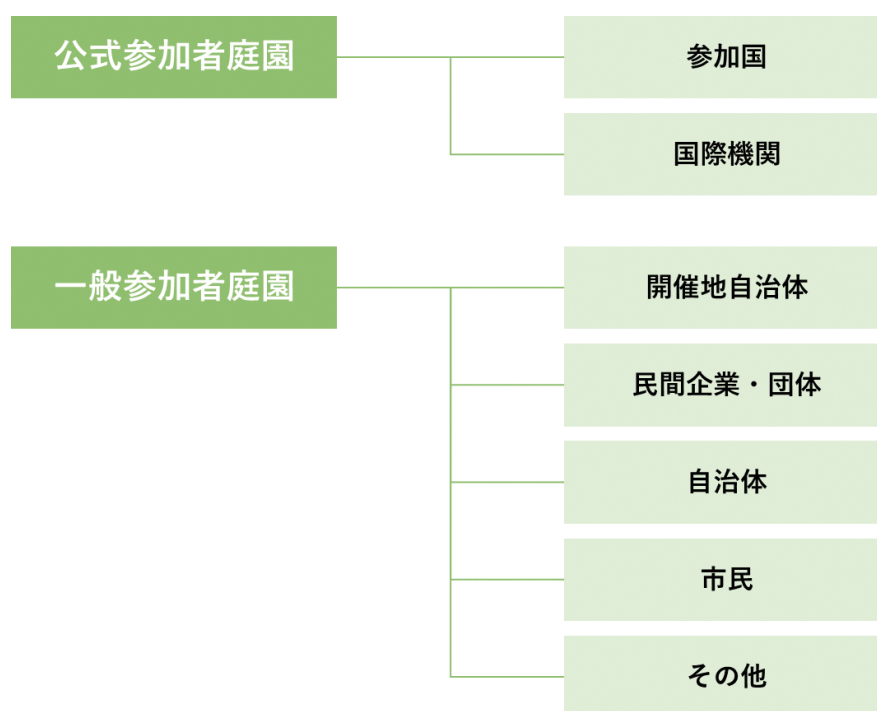 公式参加者庭園
参加国
国際機関
一般参加者庭園
開催地自治体
民間企業・団体
自治体
市民
その他